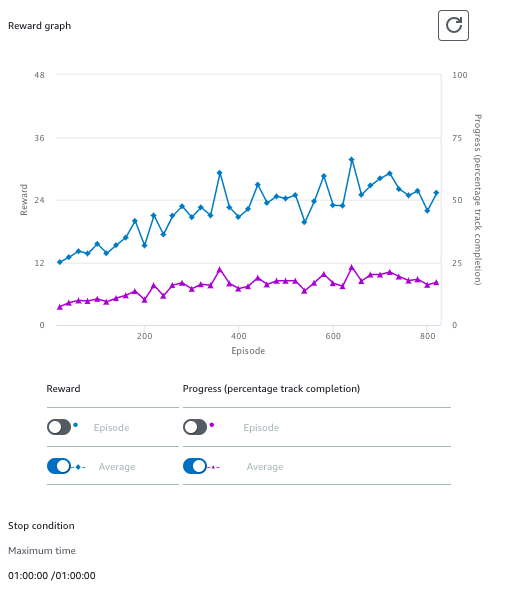 Reward graph
48
36
24
12
0
100
75
50
25
0
Reward
Progress (percentage track completion)
200
400
600
800
Episode
Reward
Progress (percentage track completion)
Episode
Episode
Average
Average
Stop condition
Maximum time
01:00:00 /01:00:00